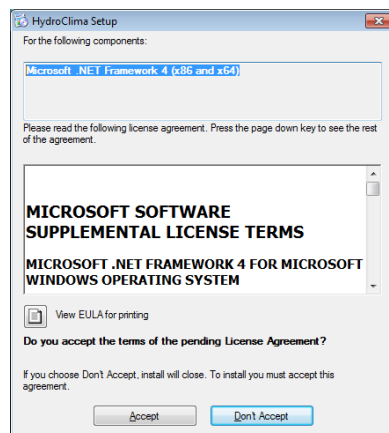 HydroClima Setup
For the following components:
Microsoft .NET Framework 4 (x86 and x64)
Please read the following license agreement. Press the page down key to see the rest
of the agreement.
MICROSOFT SOFTWARE
SUPPLEMENTAL LICENSE TERMS
MICROSOFT .NET FRAMEWORK 4 FOR MICROSOFT
WINDOWS OPERATING SYSTEM
View EULA for printing
Do you accept the terms of the pending License Agreement?
If you choose Don't Accept, install will close. To install you must accept this
agreement.
Accept Don't Accept